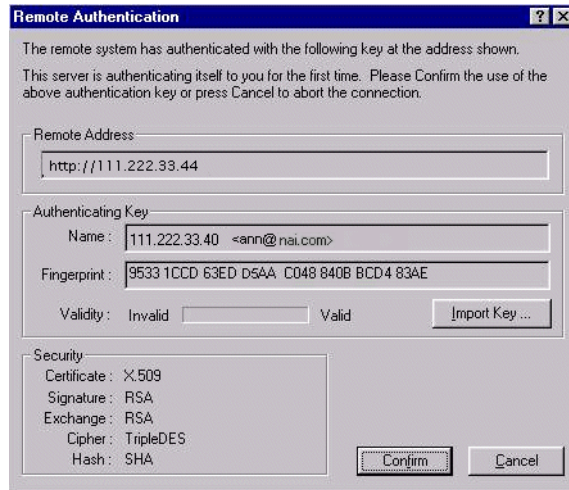 Remote Authentication
The remote system has authenticated with the following key at the address shown.
This server is authenticating itself to you for the first time. Please Confirm the use of the
above authentication key or press Cancel to abort the connection.
Remote Address
http://111.222.33.44
Authenticating Key
Name : 111.222.33.40 <ann@nai.com>
Fingerprint : 9533 1CCD 63ED D5AA C048 840B BCD4 83AE
Validity : Invalid Valid Import Key ...
Security
Certificate : X.509
Signature : RSA
Exchange : RSA
Cipher : TripleDES
Hash : SHA
Confirm Cancel